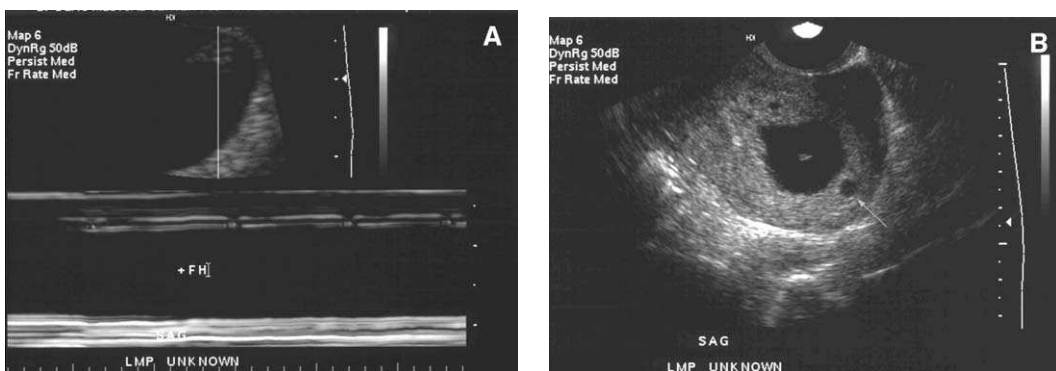 A
Map 6
DynRg 50dB
Persist Med
Fr Rate Med
+FH
SAG
LMP UNKNOWN
B
Map 6
DynRg 50dB
Persist Med
Fr Rate Med
SAG
LMP UNKNOWN